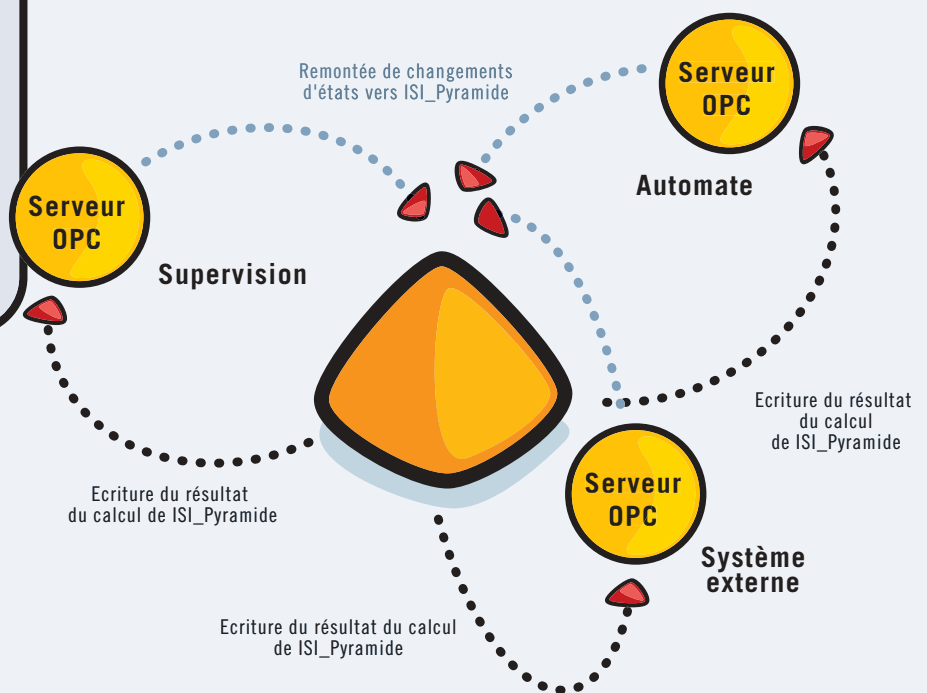 Remontée de changements
d'états vers ISI_Pyramide
Serveur
OPC
Automate
Serveur
OPC
Supervision
Ecriture du résultat
du calcul
de ISI_Pyramide
Ecriture du résultat
du calcul de ISI_Pyramide
Serveur
OPC
Système
externe
Ecriture du résultat du calcul
de ISI_Pyramide